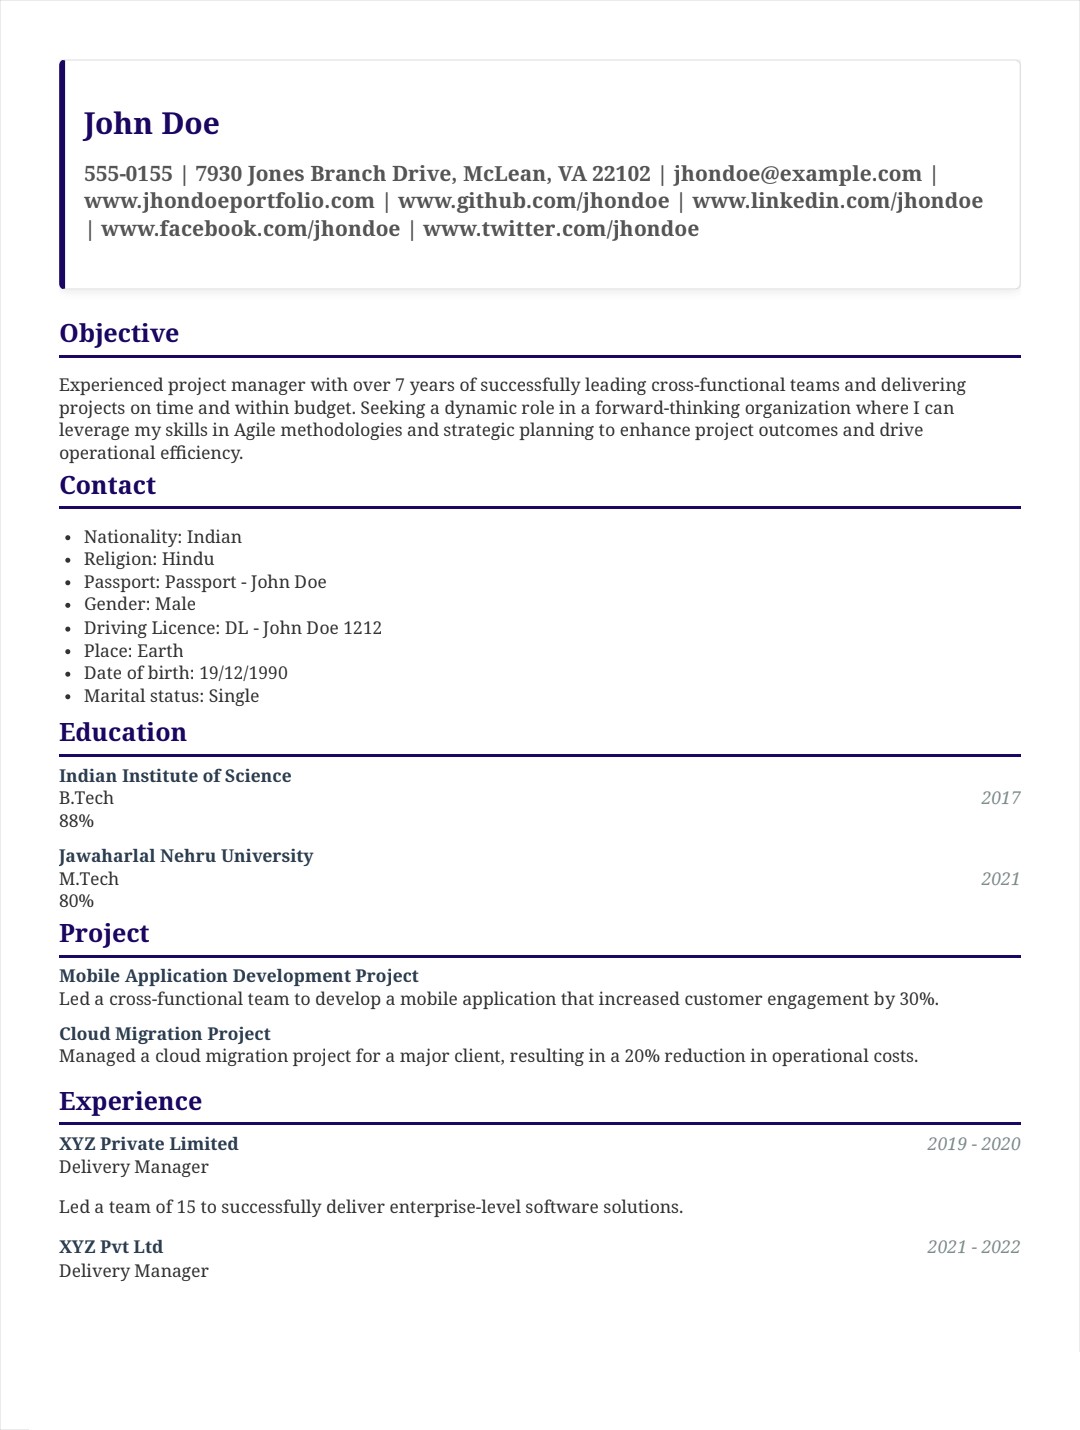 John Doe
555-0155 | 7930 Jones Branch Drive, McLean, VA 22102 | jhondoe@example.com |
www.jhondoeportfolio.com | www.github.com/jhondoe | www.linkedin.com/jhondoe
| www.facebook.com/jhondoe | www.twitter.com/jhondoe
Objective
Experienced project manager with over 7 years of successfully leading cross-functional teams and delivering
projects on time and within budget. Seeking a dynamic role in a forward-thinking organization where I can
leverage my skills in Agile methodologies and strategic planning to enhance project outcomes and drive
operational efficiency.
Contact
• Nationality: Indian
• Religion: Hindu
• Passport: Passport - John Doe
• Gender: Male
• Driving Licence: DL - John Doe 1212
• Place: Earth
• Date of birth: 19/12/1990
• Marital status: Single
Education
Indian Institute of Science
B.Tech 2017
88%
Jawaharlal Nehru University
M.Tech 2021
80%
Project
Mobile Application Development Project
Led a cross-functional team to develop a mobile application that increased customer engagement by 30%.
Cloud Migration Project
Managed a cloud migration project for a major client, resulting in a 20% reduction in operational costs.
Experience
XYZ Private Limited 2019 - 2020
Delivery Manager
Led a team of 15 to successfully deliver enterprise-level software solutions.
XYZ Pvt Ltd 2021 - 2022
Delivery Manager